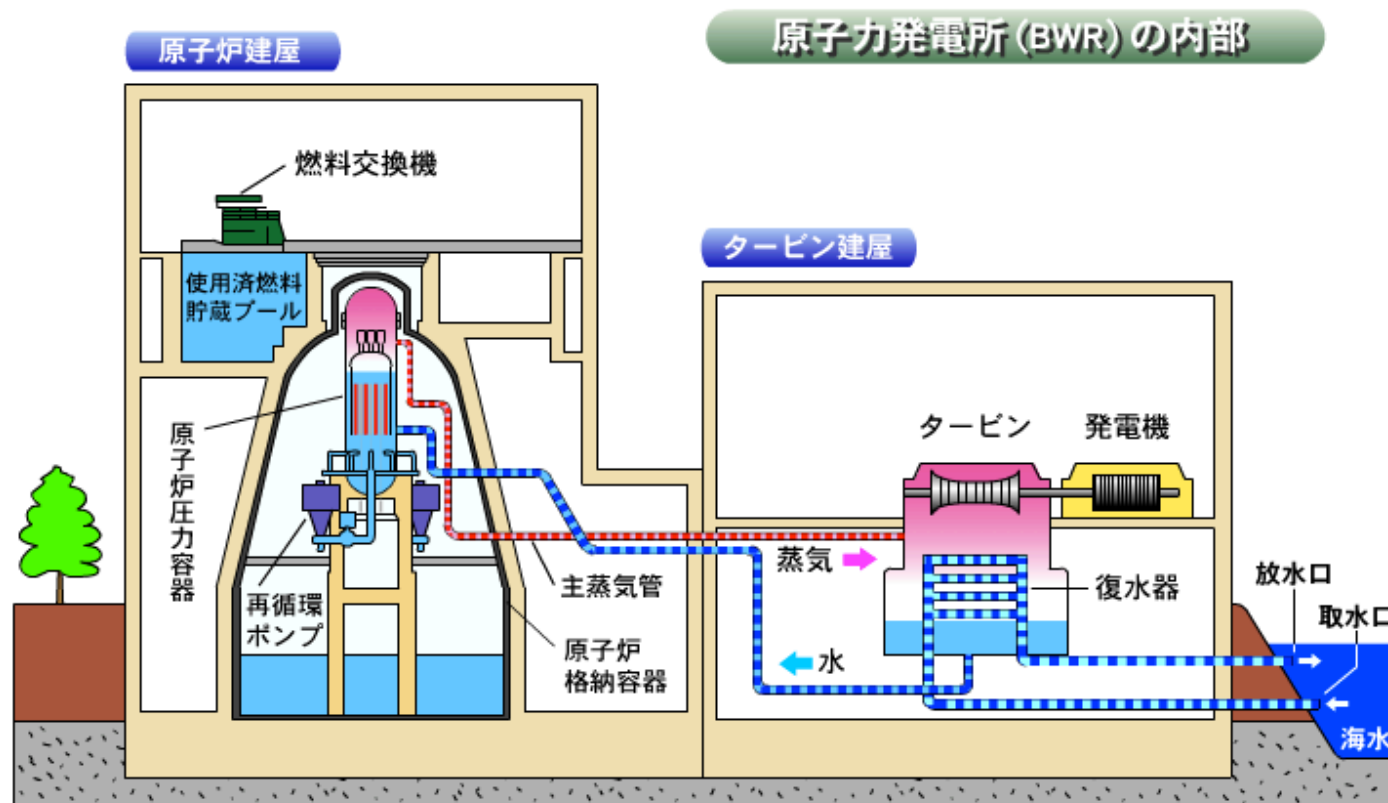 原子力発電所(BWR)の内部
原子炉建屋
燃料交換機
使用済燃料
貯蔵プール
原子炉圧力容器
再循環
ポンプ
主蒸気管
原子炉
格納容器
タービン建屋
タービン
発電機
蒸気
復水器
水
放水口
取水口
海水